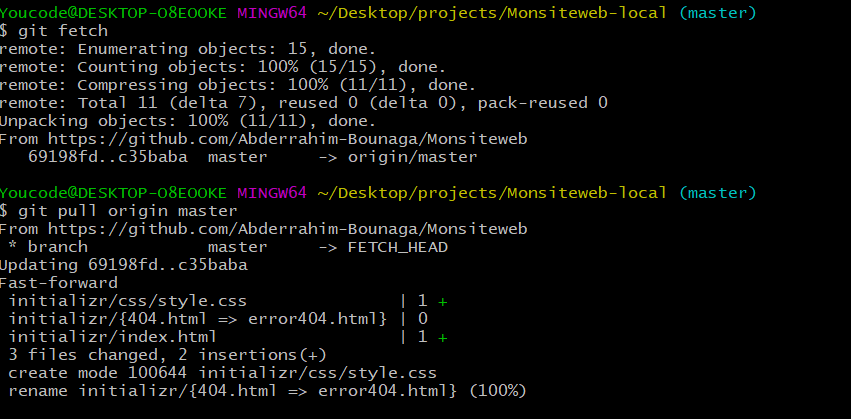 Youcode@DESKTOP-O8EOOKE MINGW64 ~/Desktop/projects/Monsiteweb-local (master)
$ git fetch
remote: Enumerating objects: 15, done.
remote: Counting objects: 100% (15/15), done.
remote: Compressing objects: 100% (11/11), done.
remote: Total 11 (delta 7), reused 0 (delta 0), pack-reused 0
Unpacking objects: 100% (11/11), done.
From https://github.com/Abderrahim-Bounaga/Monsiteweb
   69198fd..c35baba  master     -> origin/master

Youcode@DESKTOP-O8EOOKE MINGW64 ~/Desktop/projects/Monsiteweb-local (master)
$ git pull origin master
From https://github.com/Abderrahim-Bounaga/Monsiteweb
 * branch            master     -> FETCH_HEAD
Updating 69198fd..c35baba
Fast-forward
 initializr/css/style.css                 | 1 +
 initializr/{404.html => error404.html} | 0
 initializr/index.html                    | 1 +
 3 files changed, 2 insertions(+)
 create mode 100644 initializr/css/style.css
 rename initializr/{404.html => error404.html} (100%)